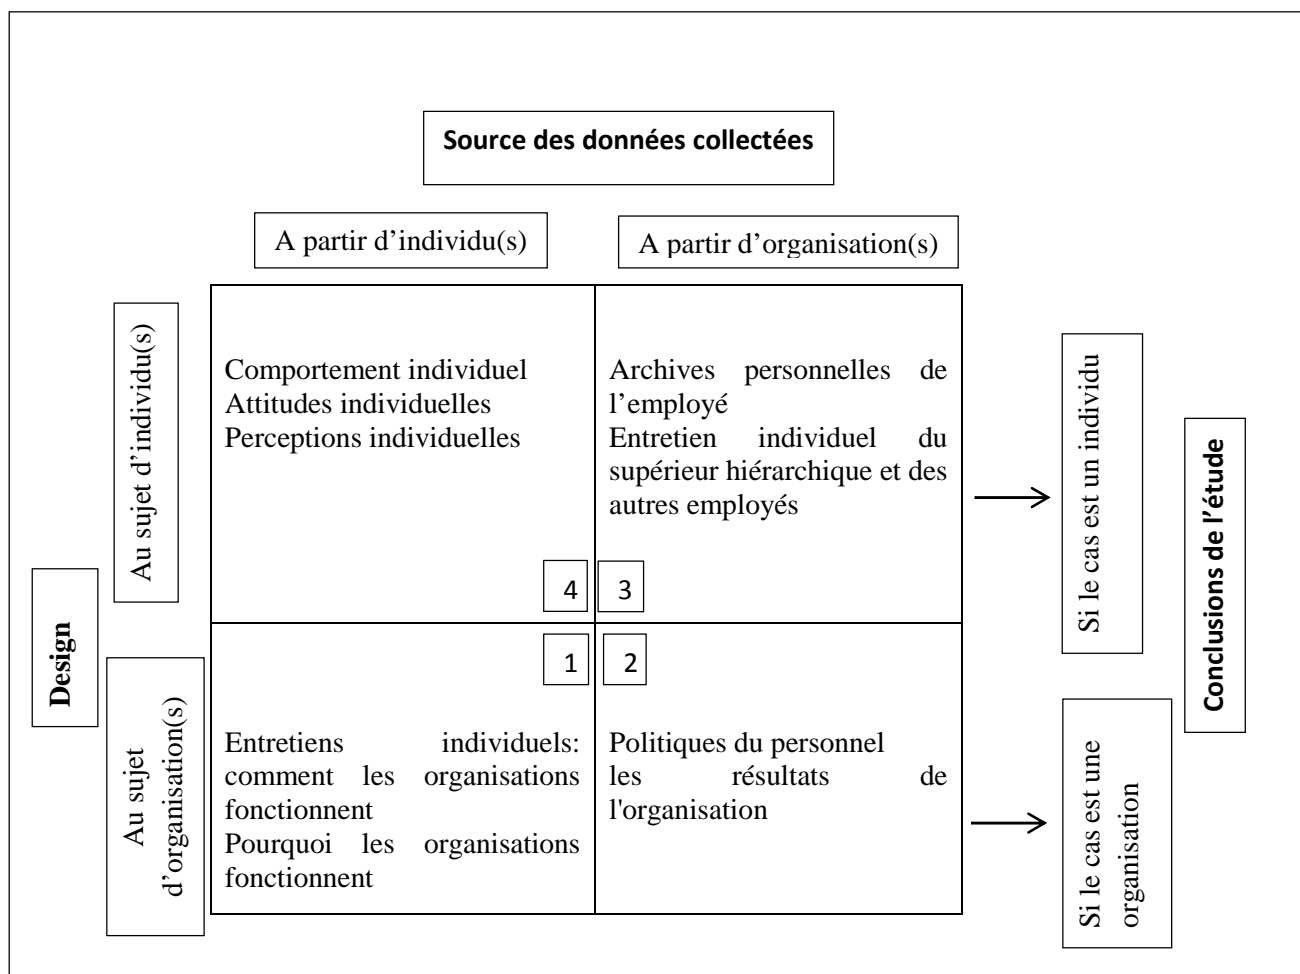 Source des données collectées
A partir d’individu(s)
A partir d’organisation(s)
Design
Au sujet d’individu(s)
Comportement individuel
Attitudes individuelles
Perceptions individuelles
4
Archives personnelles de
l’employé
Entretien individuel du
supérieur hiérarchique et des
autres employés
3
Si le cas est un individu
Conclusions de l’étude
Au sujet
d’organisation(s)
1
Entretiens individuels:
comment les organisations
fonctionnent
Pourquoi les organisations
fonctionnent
2
Politiques du personnel
les résultats de
l'organisation
Si le cas est une
organisation